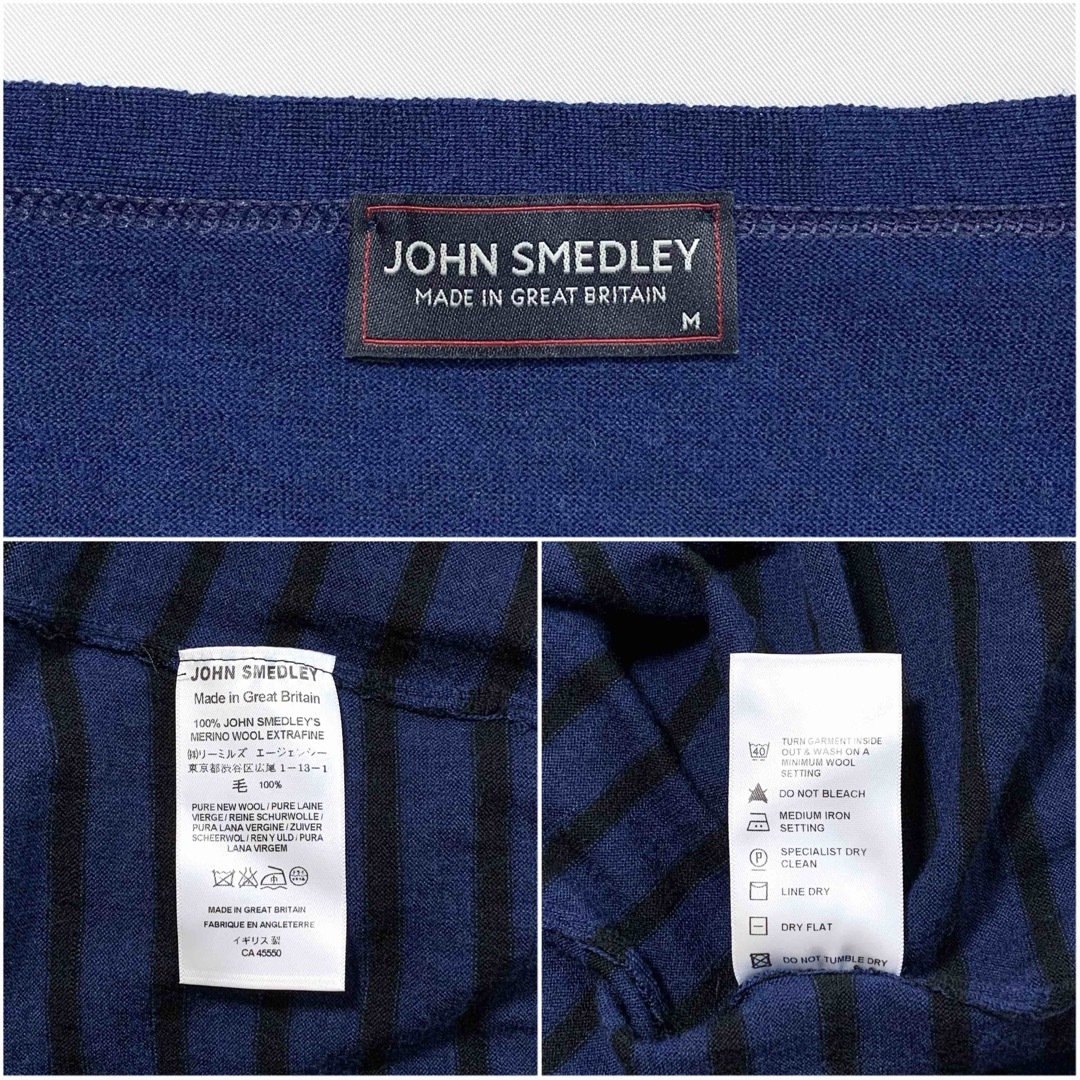 JOHN SMEDLEY
MADE IN GREAT BRITAIN
M
JOHN SMEDLEY
Made in Great Britain
100% JOHN SMEDLEY'S
MERINO WOOL EXTRAFINE
㈱リーミルズ エージェンシー
東京都渋谷区広尾1-13-1
毛 100%
PURE NEW WOOL / PURE LAINE
VIERGE / REINE SCHURWOLLE /
PURA LANA VERGINE / ZUIVER
SCHEERWOL / REN Y ULD / PURA
LANA VIRGEM
MADE IN GREAT BRITAIN
FABRIQUE EN ANGLETERRE
イギリス製
CA 45550
40
TURN GARMENT INSIDE
OUT & WASH ON A
MINIMUM WOOL
SETTING
DO NOT BLEACH
MEDIUM IRON
SETTING
P
SPECIALIST DRY
CLEAN
LINE DRY
DRY FLAT
DO NOT TUMBLE DRY